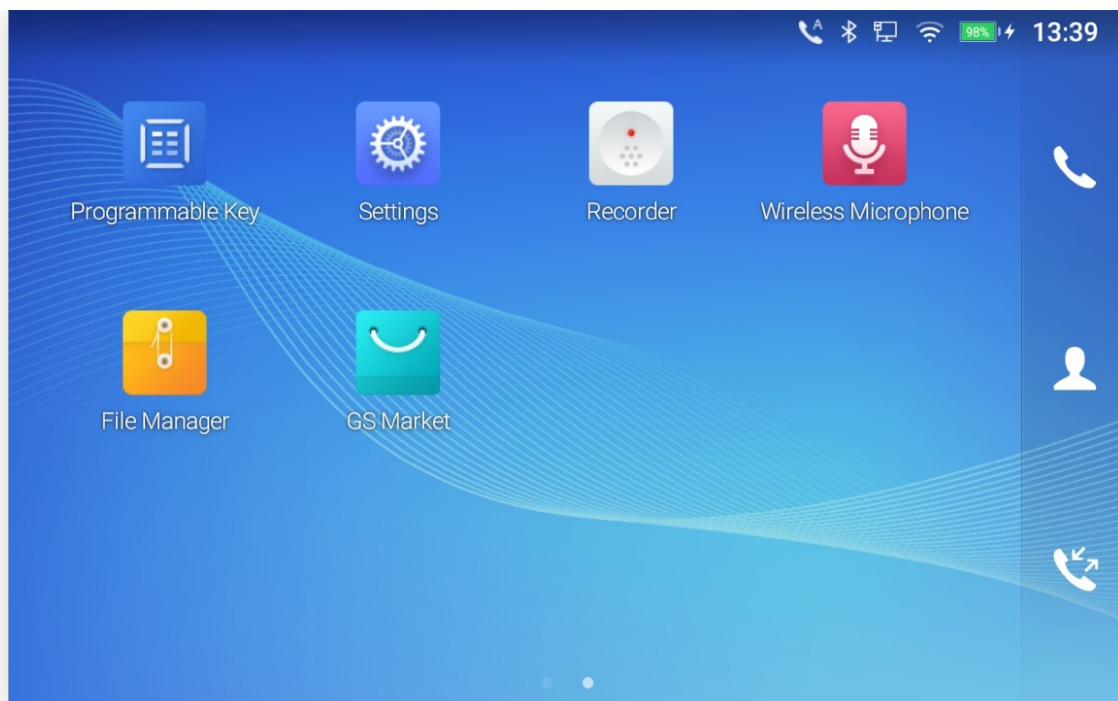 A 98% 13:39
Programmable Key Settings Recorder Wireless Microphone
File Manager GS Market